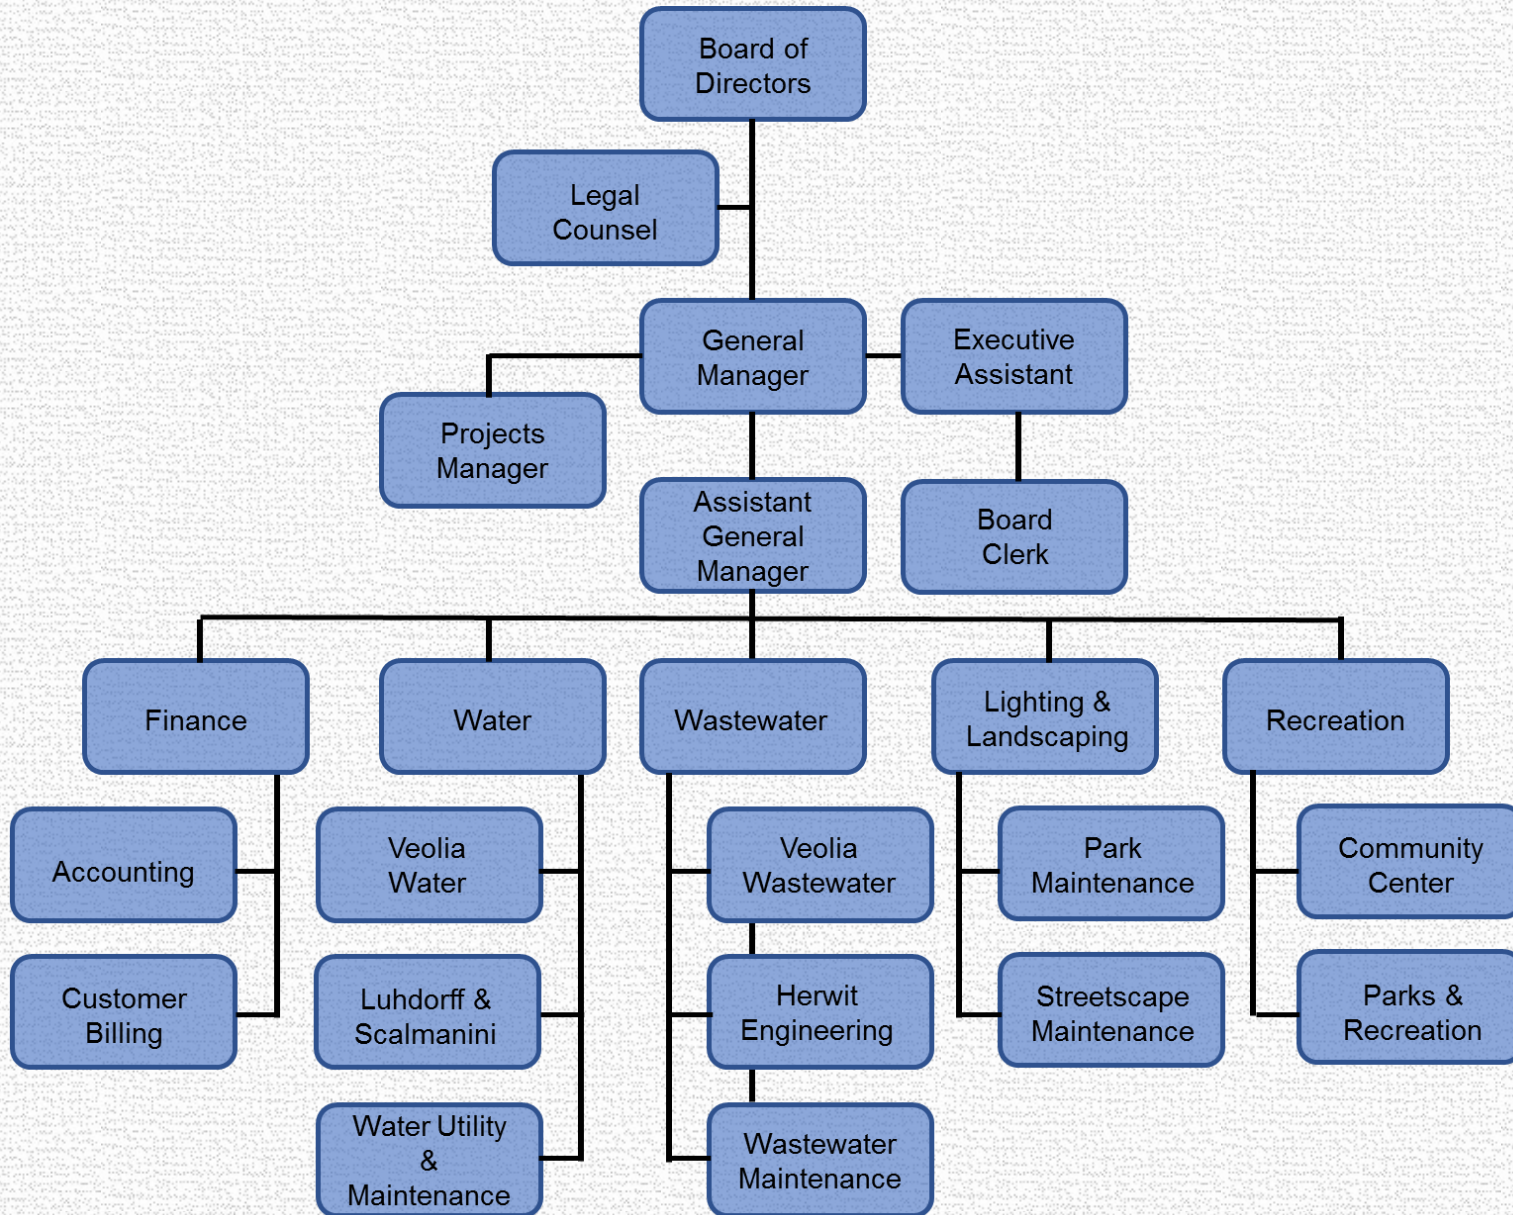 Board of
Directors
Legal
Counsel
General
Manager
Executive
Assistant
Projects
Manager
Assistant
General
Manager
Board
Clerk
Finance
Water
Wastewater
Lighting &
Landscaping
Recreation
Accounting
Veolia
Water
Veolia
Wastewater
Park
Maintenance
Community
Center
Customer
Billing
Luhdorff &
Scalmanini
Herwit
Engineering
Streetscape
Maintenance
Parks &
Recreation
Water Utility
&
Maintenance
Wastewater
Maintenance